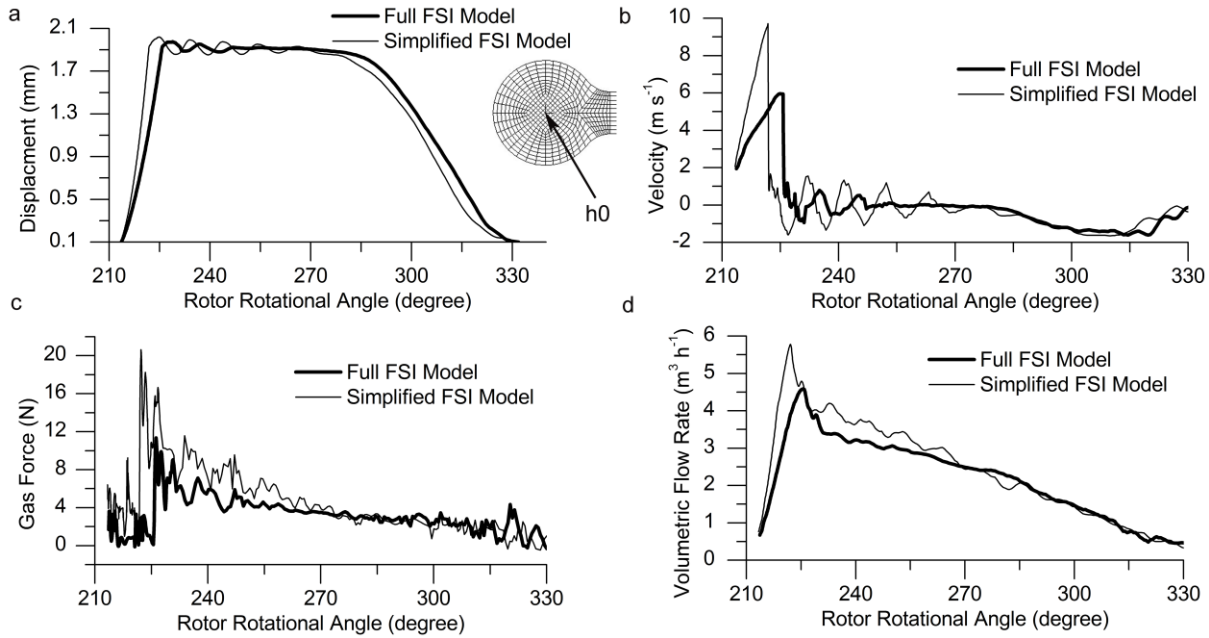 a
Full FSI Model
Simplified FSI Model
2.1
1.7
1.3
0.9
0.5
0.1
Displacment (mm)
h0
210 240 270 300 330
Rotor Rotational Angle (degree)
b
Full FSI Model
Simplified FSI Model
10
8
6
4
2
0
-2
Velocity (m s⁻¹)
210 240 270 300 330
Rotor Rotational Angle (degree)
c
Full FSI Model
Simplified FSI Model
20
16
12
8
4
0
Gas Force (N)
210 240 270 300 330
Rotor Rotational Angle (degree)
d
Full FSI Model
Simplified FSI Model
6
5
4
3
2
1
0
Volumetric Flow Rate (m³ h⁻¹)
210 240 270 300 330
Rotor Rotational Angle (degree)